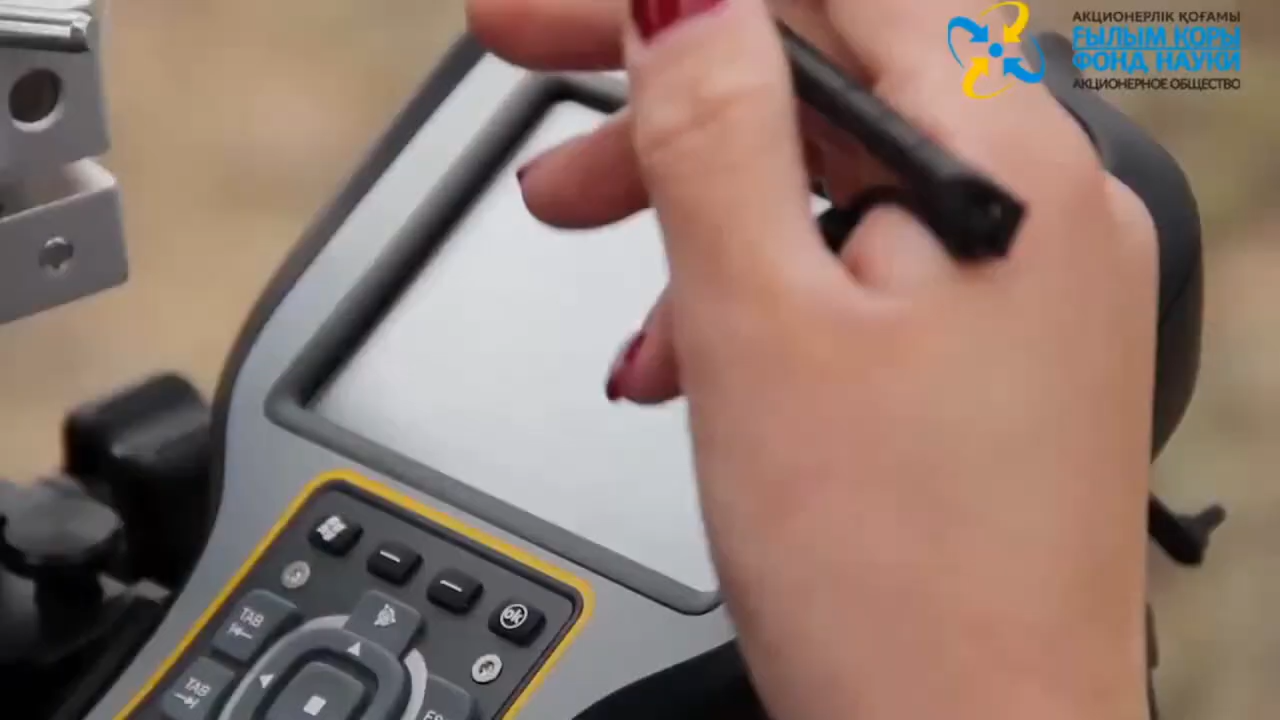 АКЦИОНЕРЛІК ҚОҒАМЫ
ҒЫЛЫМ ҚОРЫ
ФОНД НАУКИ
АКЦИОНЕРНОЕ ОБЩЕСТВО
ok
TAB
TAB